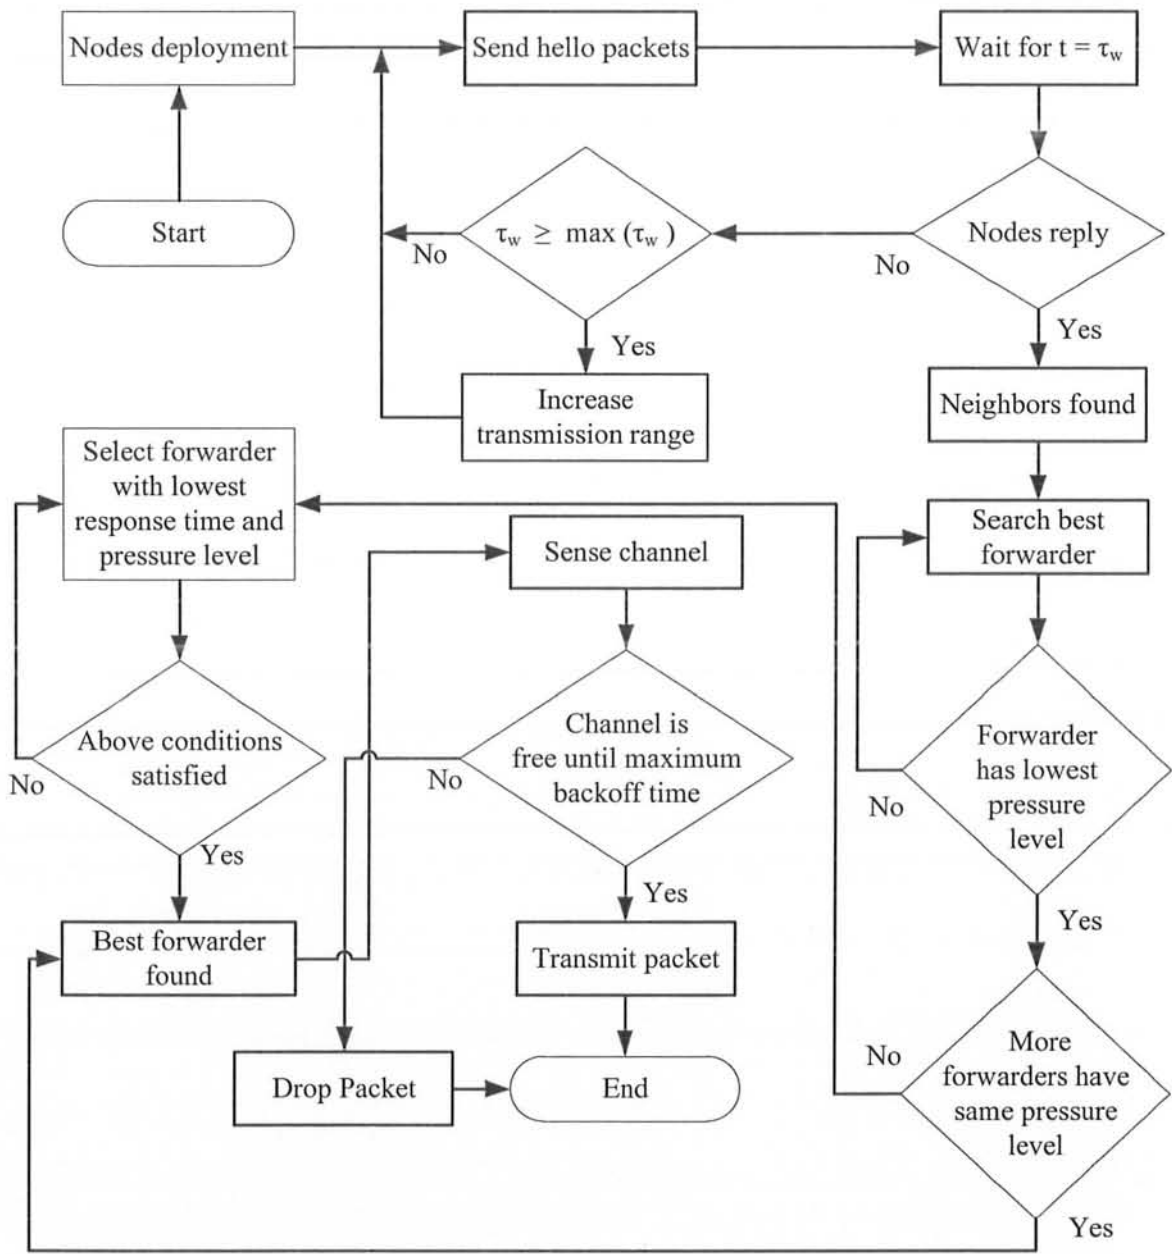 Nodes deployment
Send hello packets
Wait for t = τw
Start
τw ≥ max (τw )
No
Nodes reply
No
Yes
Yes
Increase
transmission range
Neighbors found
Select forwarder
with lowest
response time and
pressure level
Search best
forwarder
Sense channel
Above conditions
satisfied
No
Yes
Channel is
free until maximum
backoff time
No
Yes
Forwarder
has lowest
pressure
level
No
Yes
Best forwarder
found
Transmit packet
Drop Packet
End
More
forwarders have
same pressure
level
No
Yes